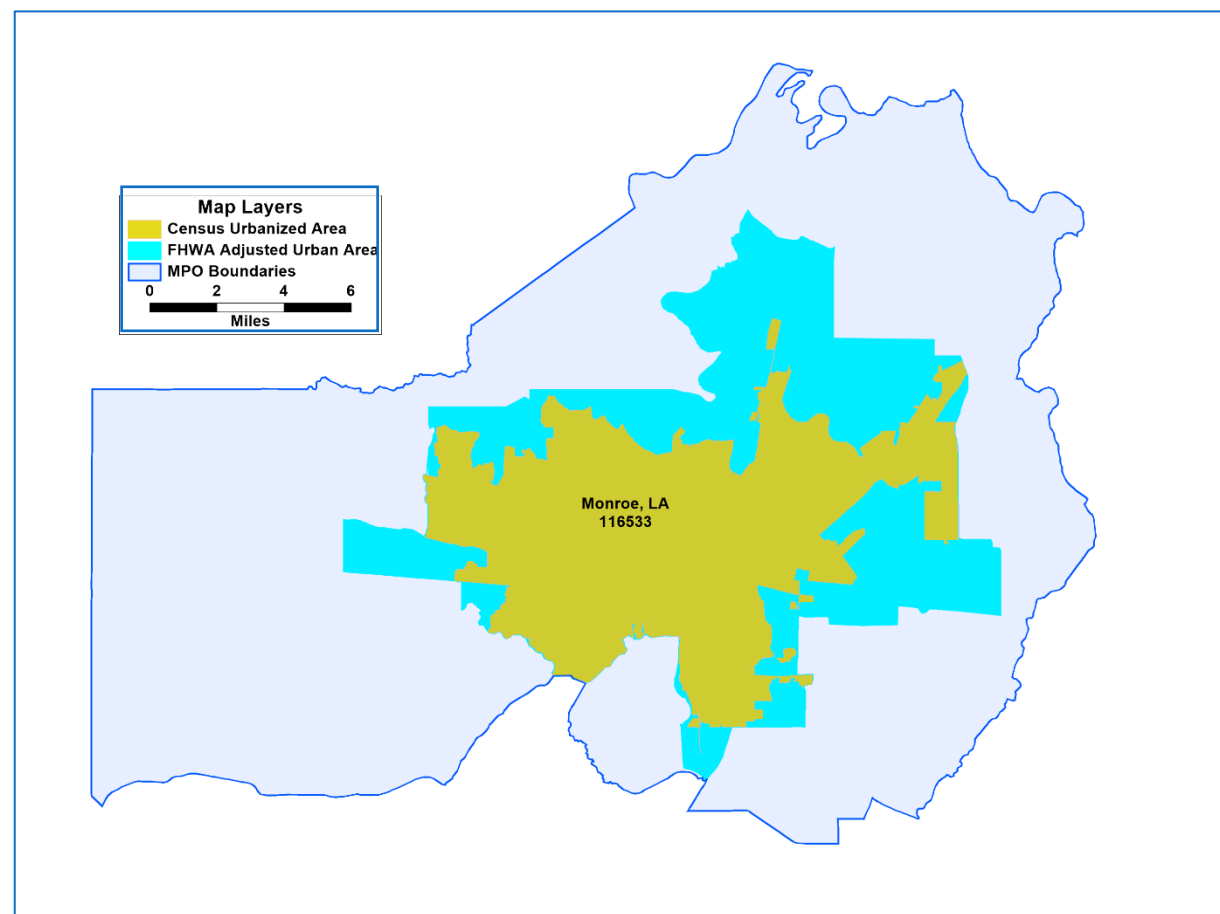 Map Layers
Census Urbanized Area
FHWA Adjusted Urban Area
MPO Boundaries
0 2 4 6
Miles
Monroe, LA
116533